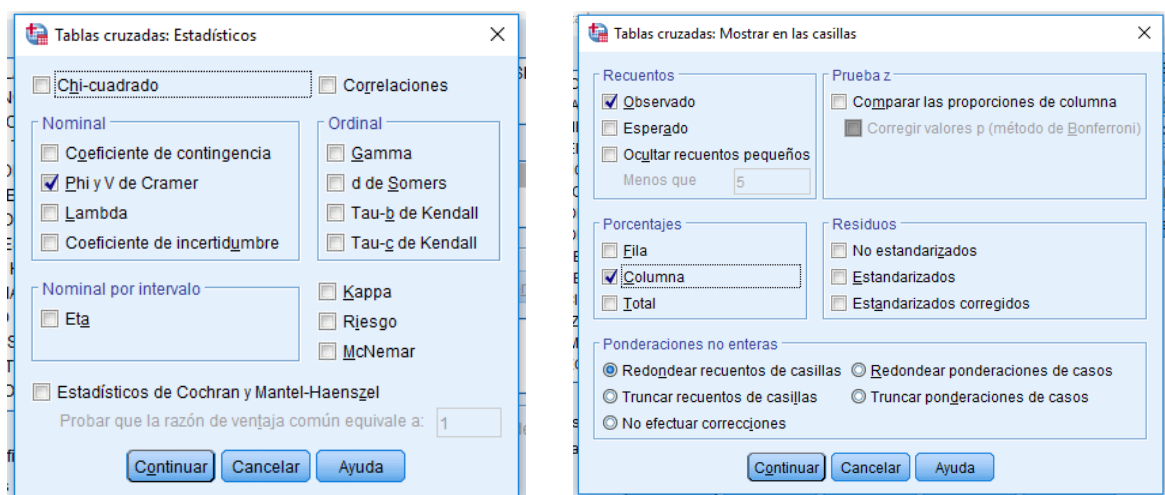 Tablas cruzadas: Estadísticos
Chi-cuadrado
Correlaciones
Nominal
Coeficiente de contingencia
Phi y V de Cramer
Lambda
Coeficiente de incertidumbre
Ordinal
Gamma
d de Somers
Tau-b de Kendall
Tau-c de Kendall
Nominal por intervalo
Eta
Kappa
Riesgo
McNemar
Estadísticos de Cochran y Mantel-Haenszel
Probar que la razón de ventaja común equivale a: 1
Continuar Cancelar Ayuda
Tablas cruzadas: Mostrar en las casillas
Recuentos
Observado
Esperado
Ocultar recuentos pequeños
Menos que 5
Prueba z
Comparar las proporciones de columna
Corregir valores p (método de Bonferroni)
Porcentajes
Fila
Columna
Total
Residuos
No estandarizados
Estandarizados
Estandarizados corregidos
Ponderaciones no enteras
Redondear recuentos de casillas Redondear ponderaciones de casos
Truncar recuentos de casillas Truncar ponderaciones de casos
No efectuar correcciones
Continuar Cancelar Ayuda